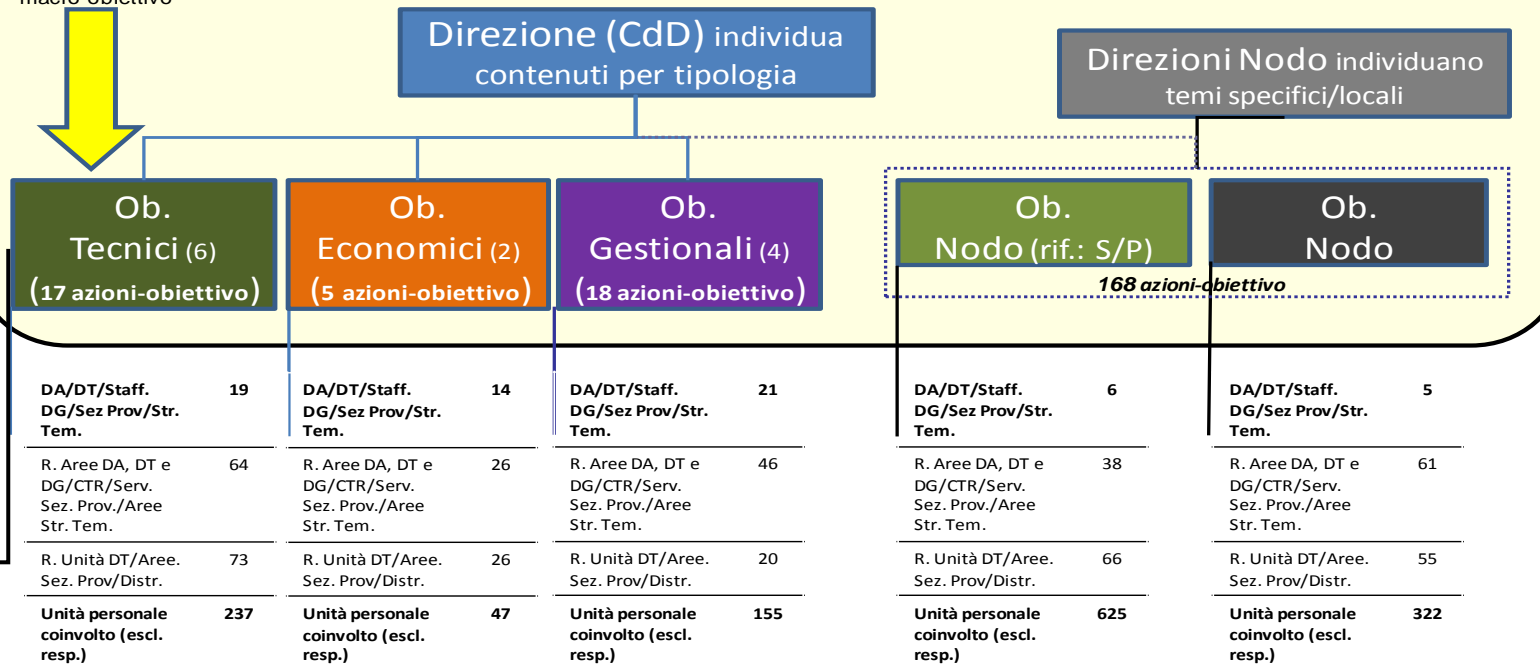 macro-obiettivo
Direzione (CdD) individua
contenuti per tipologia
Direzioni Nodo individuano
temi specifici/locali
Ob.
Tecnici (6)
(17 azioni-obiettivo)
Ob.
Economici (2)
(5 azioni-obiettivo)
Ob.
Gestionali (4)
(18 azioni-obiettivo)
Ob.
Nodo (rif.: S/P)
Ob.
Nodo
168 azioni-obiettivo
DA/DT/Staff. 19
DG/Sez Prov/Str.
Tem.
R. Aree DA, DT e 64
DG/CTR/Serv.
Sez. Prov./Aree
Str. Tem.
R. Unità DT/Aree. 73
Sez. Prov/Distr.
Unità personale 237
coinvolto (escl.
resp.)
DA/DT/Staff. 14
DG/Sez Prov/Str.
Tem.
R. Aree DA, DT e 26
DG/CTR/Serv.
Sez. Prov./Aree
Str. Tem.
R. Unità DT/Aree. 26
Sez. Prov/Distr.
Unità personale 47
coinvolto (escl.
resp.)
DA/DT/Staff. 21
DG/Sez Prov/Str.
Tem.
R. Aree DA, DT e 46
DG/CTR/Serv.
Sez. Prov./Aree
Str. Tem.
R. Unità DT/Aree. 20
Sez. Prov/Distr.
Unità personale 155
coinvolto (escl.
resp.)
DA/DT/Staff. 6
DG/Sez Prov/Str.
Tem.
R. Aree DA, DT e 38
DG/CTR/Serv.
Sez. Prov./Aree
Str. Tem.
R. Unità DT/Aree. 66
Sez. Prov/Distr.
Unità personale 625
coinvolto (escl.
resp.)
DA/DT/Staff. 5
DG/Sez Prov/Str.
Tem.
R. Aree DA, DT e 61
DG/CTR/Serv.
Sez. Prov./Aree
Str. Tem.
R. Unità DT/Aree. 55
Sez. Prov/Distr.
Unità personale 322
coinvolto (escl.
resp.)